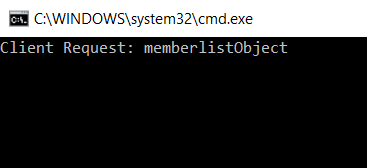 C:\WINDOWS\system32\cmd.exe
Client Request: memberlistObject